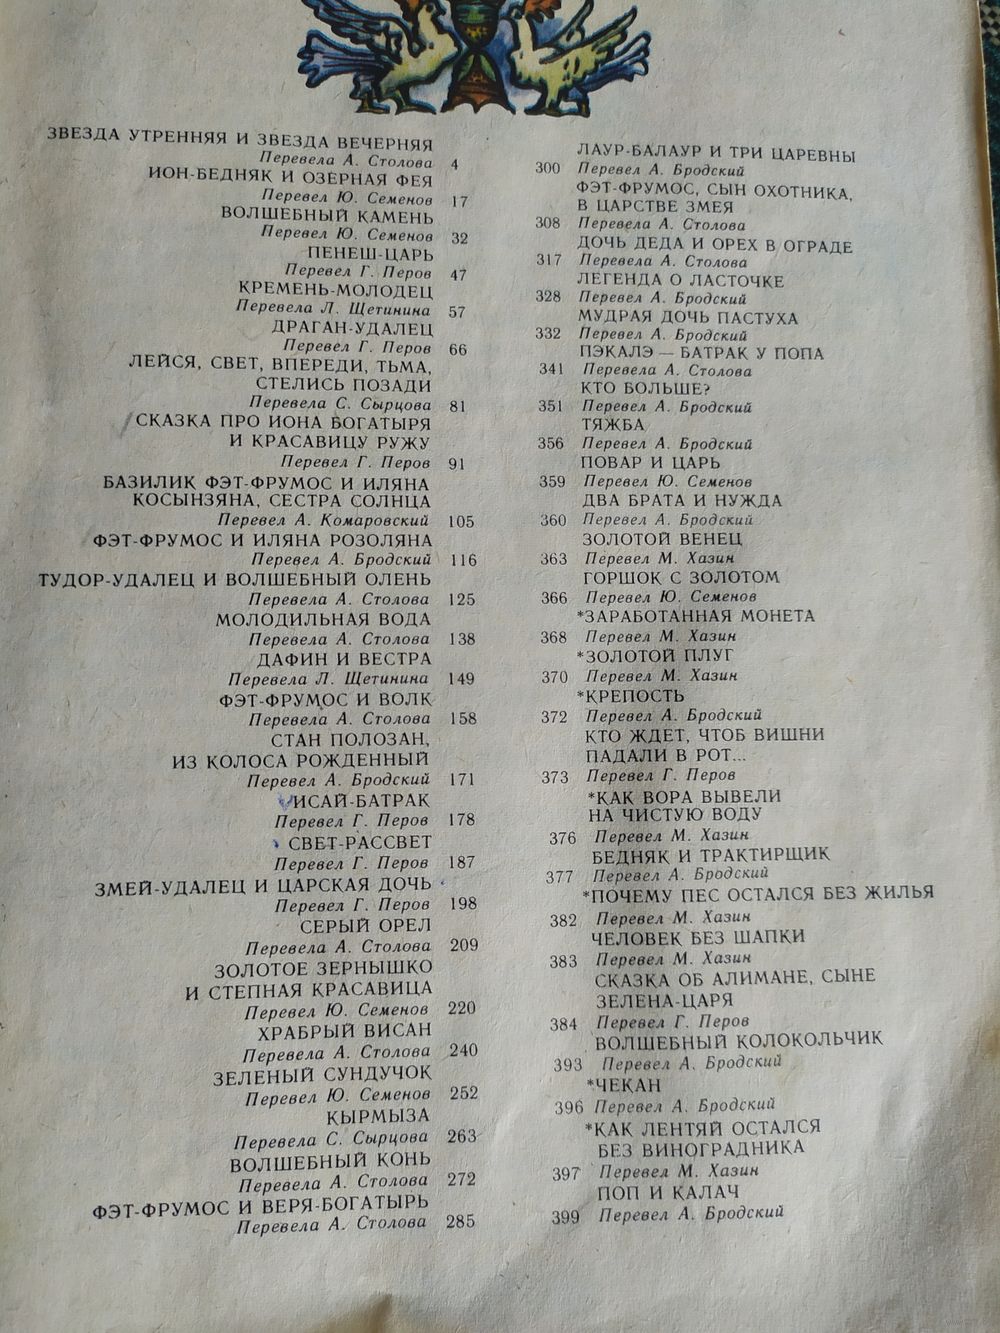 ЗВЕЗДА УТРЕННЯЯ И ЗВЕЗДА ВЕЧЕРНЯЯ
Перевела А. Столова 4
ИОН-БЕДНЯК И ОЗЕРНАЯ ФЕЯ
Перевел Ю. Семенов 17
ВОЛШЕБНЫЙ КАМЕНЬ
Перевел Ю. Семенов 32
ПЕНЕШ-ЦАРЬ
Перевел Г. Перов 47
КРЕМЕНЬ-МОЛОДЕЦ
Перевела Л. Щетинина 57
ДРАГАН-УДАЛЕЦ
Перевел Г. Перов 66
ЛЕЙСЯ, СВЕТ, ВПЕРЕДИ, ТЬМА,
СТЕЛИСЬ ПОЗАДИ
Перевела С. Сырцова 81
СКАЗКА ПРО ИОНА БОГАТЫРЯ
И КРАСАВИЦУ РУЖУ
Перевел Г. Перов 91
БАЗИЛИК ФЭТ-ФРУМОС И ИЛЯНА
КОСЫНЗЯНА, СЕСТРА СОЛНЦА
Перевел А. Комаровский 105
ФЭТ-ФРУМОС И ИЛЯНА РОЗОЛЯНА
Перевел А. Бродский 116
ТУДОР-УДАЛЕЦ И ВОЛШЕБНЫЙ ОЛЕНЬ
Перевела А. Столова 125
МОЛОДИЛЬНАЯ ВОДА
Перевела А. Столова 138
ДАФИН И ВЕСТРА
Перевела Л. Щетинина 149
ФЭТ-ФРУМОС И ВОЛК
Перевела А. Столова 158
СТАН ПОЛОЗАН,
ИЗ КОЛОСА РОЖДЕННЫЙ
Перевел А. Бродский 171
ИСАЙ-БАТРАК
Перевел Г. Перов 178
СВЕТ-РАССВЕТ
Перевел Г. Перов 187
ЗМЕЙ-УДАЛЕЦ И ЦАРСКАЯ ДОЧЬ
Перевел Г. Перов 198
СЕРЫЙ ОРЕЛ
Перевела А. Столова 209
ЗОЛОТОЕ ЗЕРНЫШКО
И СТЕПНАЯ КРАСАВИЦА
Перевел Ю. Семенов 220
ХРАБРЫЙ ВИСАН
Перевела А. Столова 240
ЗЕЛЕНЫЙ СУНДУЧОК
Перевел Ю. Семенов 252
КЫРМЫЗА
Перевела С. Сырцова 263
ВОЛШЕБНЫЙ КОНЬ
Перевела А. Столова 272
ФЭТ-ФРУМОС И ВЕРЯ-БОГАТЫРЬ
Перевела А. Столова 285
ЛАУР-БАЛАУР И ТРИ ЦАРЕВНЫ
300 Перевел А. Бродский
ФЭТ-ФРУМОС, СЫН ОХОТНИКА,
В ЦАРСТВЕ ЗМЕЯ
308 Перевела А. Столова
ДОЧЬ ДЕДА И ОРЕХ В ОГРАДЕ
317 Перевела А. Столова
ЛЕГЕНДА О ЛАСТОЧКЕ
328 Перевел А. Бродский
МУДРАЯ ДОЧЬ ПАСТУХА
332 Перевел А. Бродский
ПЭКАЛЭ — БАТРАК У ПОПА
341 Перевела А. Столова
КТО БОЛЬШЕ?
351 Перевел А. Бродский
ТЯЖБА
356 Перевел А. Бродский
ПОВАР И ЦАРЬ
359 Перевел Ю. Семенов
ДВА БРАТА И НУЖДА
360 Перевел А. Бродский
ЗОЛОТОЙ ВЕНЕЦ
363 Перевел М. Хазин
ГОРШОК С ЗОЛОТОМ
366 Перевел Ю. Семенов
*ЗАРАБОТАННАЯ МОНЕТА
368 Перевел М. Хазин
*ЗОЛОТОЙ ПЛУГ
370 Перевел М. Хазин
*КРЕПОСТЬ
372 Перевел А. Бродский
КТО ЖДЕТ, ЧТОБ ВИШНИ
ПАДАЛИ В РОТ...
373 Перевел Г. Перов
*КАК ВОРА ВЫВЕЛИ
НА ЧИСТУЮ ВОДУ
376 Перевел М. Хазин
БЕДНЯК И ТРАКТИРЩИК
377 Перевел А. Бродский
*ПОЧЕМУ ПЕС ОСТАЛСЯ БЕЗ ЖИЛЬЯ
382 Перевел М. Хазин
ЧЕЛОВЕК БЕЗ ШАПКИ
383 Перевел М. Хазин
СКАЗКА ОБ АЛИМАНЕ, СЫНЕ
ЗЕЛЕНА-ЦАРЯ
384 Перевел Г. Перов
ВОЛШЕБНЫЙ КОЛОКОЛЬЧИК
393 Перевел А. Бродский
*ЧЕКАН
396 Перевел А. Бродский
*КАК ЛЕНТЯЙ ОСТАЛСЯ
БЕЗ ВИНОГРАДНИКА
397 Перевел М. Хазин
ПОП И КАЛАЧ
399 Перевел А. Бродский